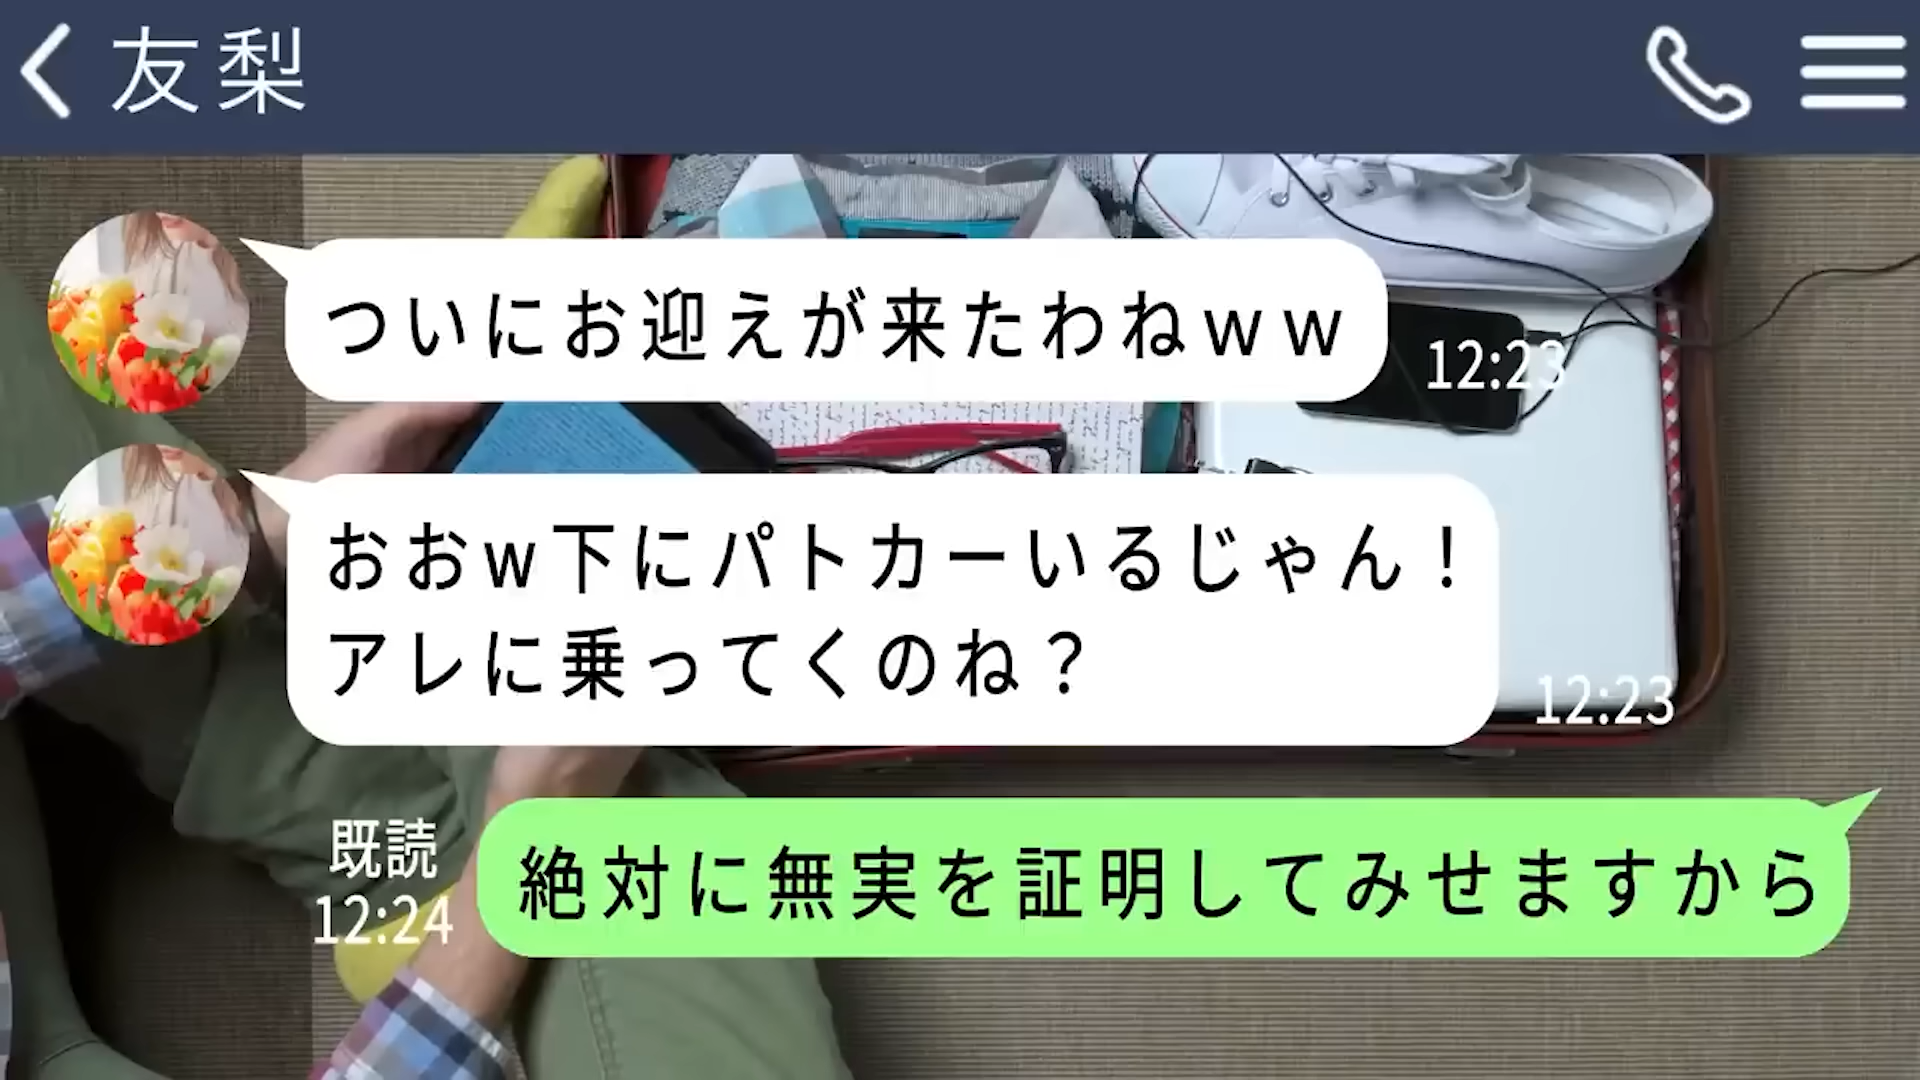 友梨
ついにお迎えが来たわねｗｗ
12:23
おおw下にパトカーいるじゃん！
アレに乗ってくのね？
12:23
既読
12:24
絶対に無実を証明してみせますから